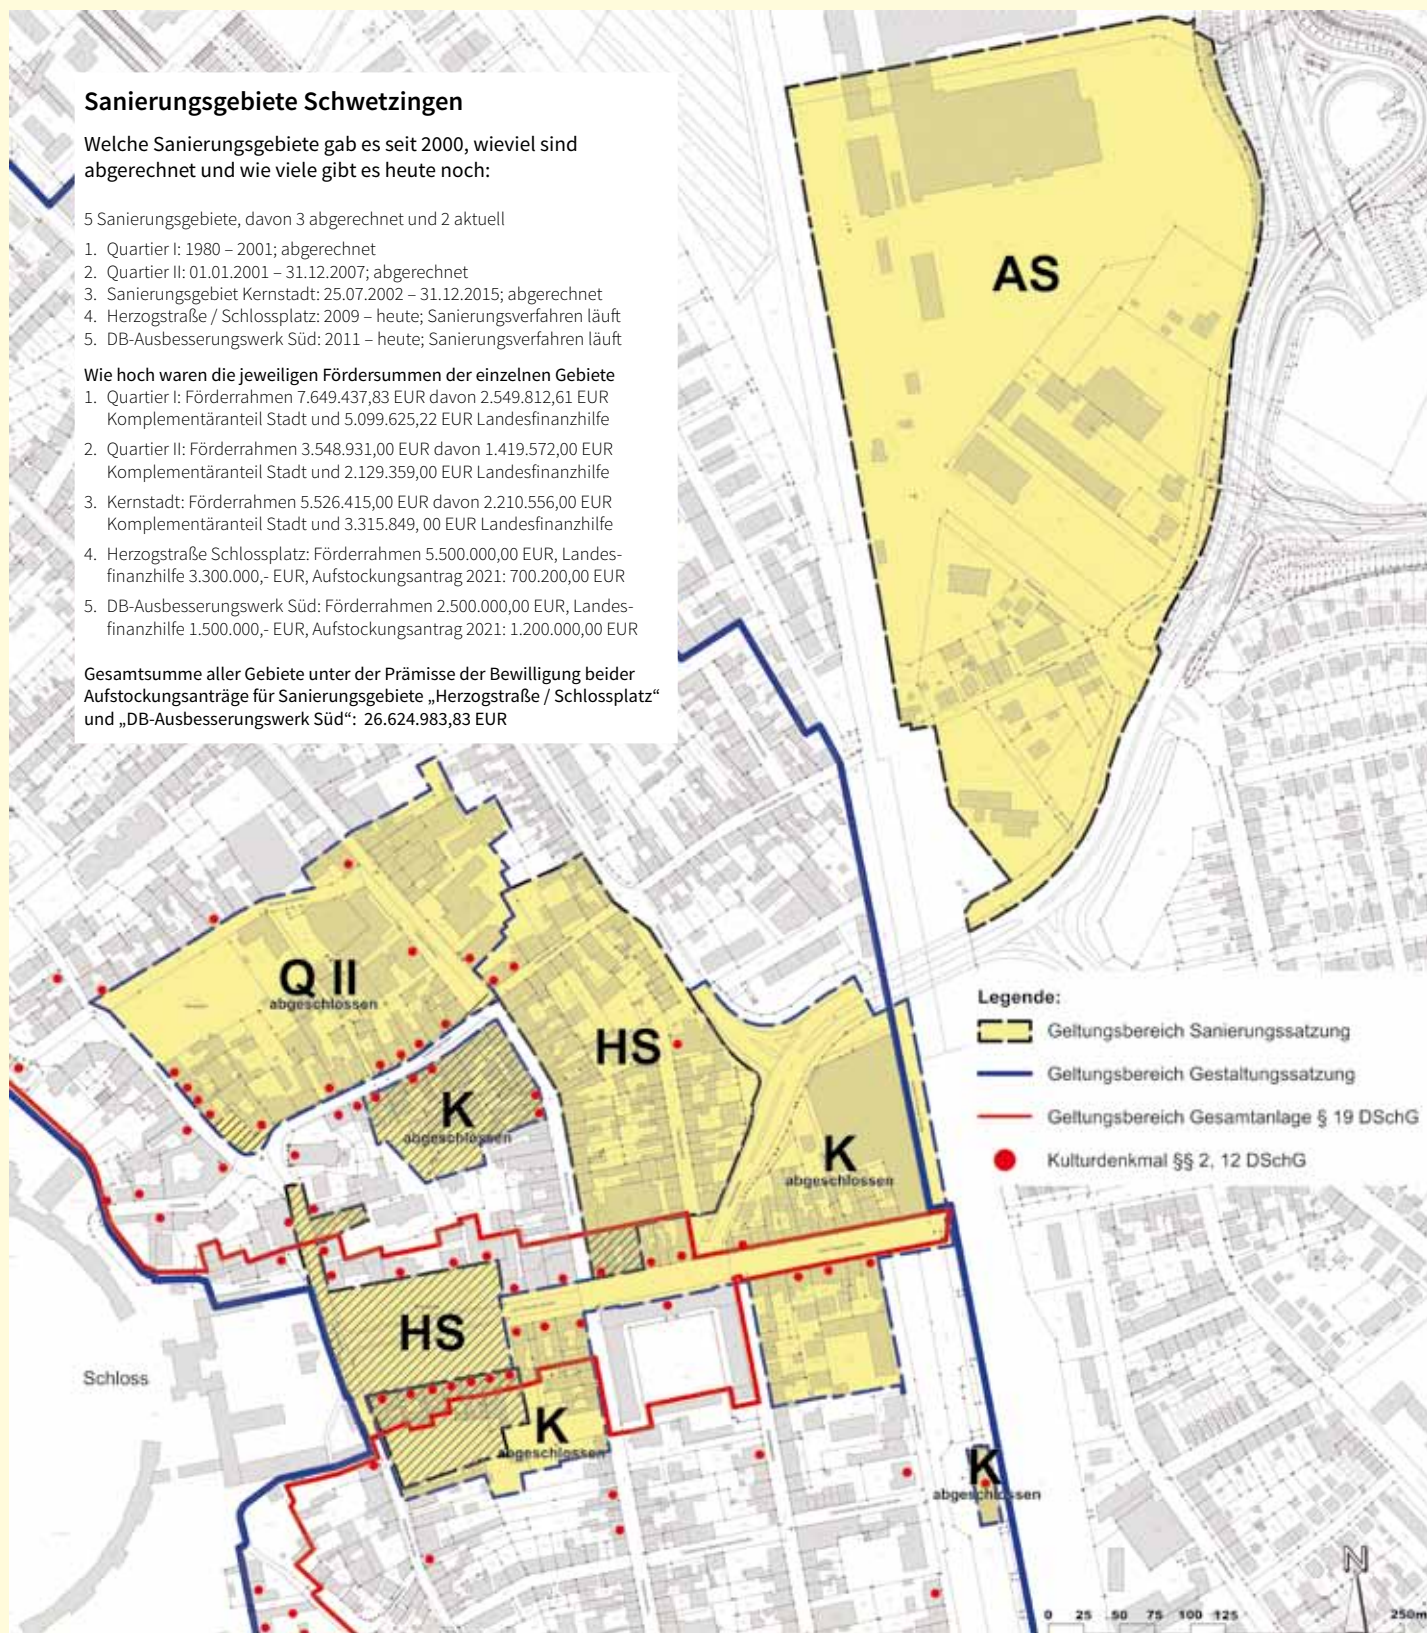 Sanierungsgebiete Schwetzingen
Welche Sanierungsgebiete gab es seit 2000, wieviel sind
abgerechnet und wie viele gibt es heute noch:
5 Sanierungsgebiete, davon 3 abgerechnet und 2 aktuell
1. Quartier I: 1980 – 2001; abgerechnet
2. Quartier II: 01.01.2001 – 31.12.2007; abgerechnet
3. Sanierungsgebiet Kernstadt: 25.07.2002 – 31.12.2015; abgerechnet
4. Herzogstraße / Schlossplatz: 2009 – heute; Sanierungsverfahren läuft
5. DB-Ausbesserungswerk Süd: 2011 – heute; Sanierungsverfahren läuft
Wie hoch waren die jeweiligen Fördersummen der einzelnen Gebiete
1. Quartier I: Förderrahmen 7.649.437,83 EUR davon 2.549.812,61 EUR
Komplementäranteil Stadt und 5.099.625,22 EUR Landesfinanzhilfe
2. Quartier II: Förderrahmen 3.548.931,00 EUR davon 1.419.572,00 EUR
Komplementäranteil Stadt und 2.129.359,00 EUR Landesfinanzhilfe
3. Kernstadt: Förderrahmen 5.526.415,00 EUR davon 2.210.556,00 EUR
Komplementäranteil Stadt und 3.315.849, 00 EUR Landesfinanzhilfe
4. Herzogstraße Schlossplatz: Förderrahmen 5.500.000,00 EUR, Landes-
finanzhilfe 3.300.000,- EUR, Aufstockungsantrag 2021: 700.200,00 EUR
5. DB-Ausbesserungswerk Süd: Förderrahmen 2.500.000,00 EUR, Landes-
finanzhilfe 1.500.000,- EUR, Aufstockungsantrag 2021: 1.200.000,00 EUR
Gesamtsumme aller Gebiete unter der Prämisse der Bewilligung beider
Aufstockungsanträge für Sanierungsgebiete „Herzogstraße / Schlossplatz“
und „DB-Ausbesserungswerk Süd“: 26.624.983,83 EUR
AS
Q II
abgeschlossen
HS
K
abgeschlossen
K
abgeschlossen
HS
Schloss
K
abgeschlossen
K
abgeschlossen
Legende:
Geltungsbereich Sanierungssatzung
Geltungsbereich Gestaltungssatzung
Geltungsbereich Gesamtanlage § 19 DSchG
Kulturdenkmal §§ 2, 12 DSchG
N
0 25 50 75 100 125 250m